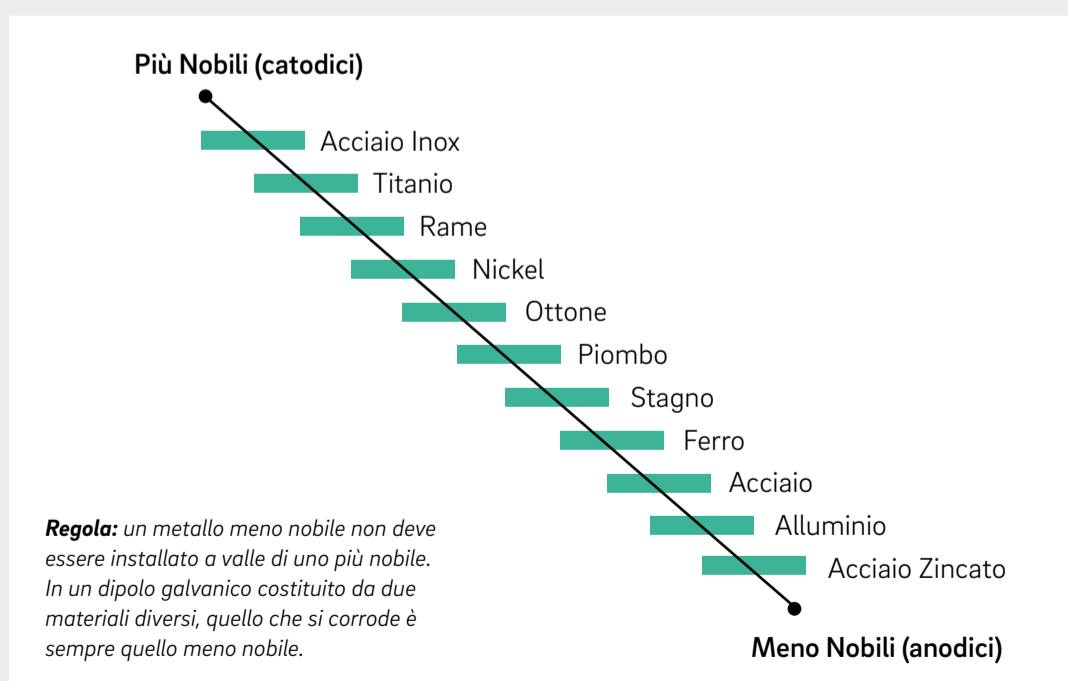 Più Nobili (catodici)
Acciaio Inox
Titanio
Rame
Nickel
Ottone
Piombo
Stagno
Ferro
Acciaio
Alluminio
Acciaio Zincato
Meno Nobili (anodici)
Regola: un metallo meno nobile non deve
essere installato a valle di uno più nobile.
In un dipolo galvanico costituito da due
materiali diversi, quello che si corrode è
sempre quello meno nobile.